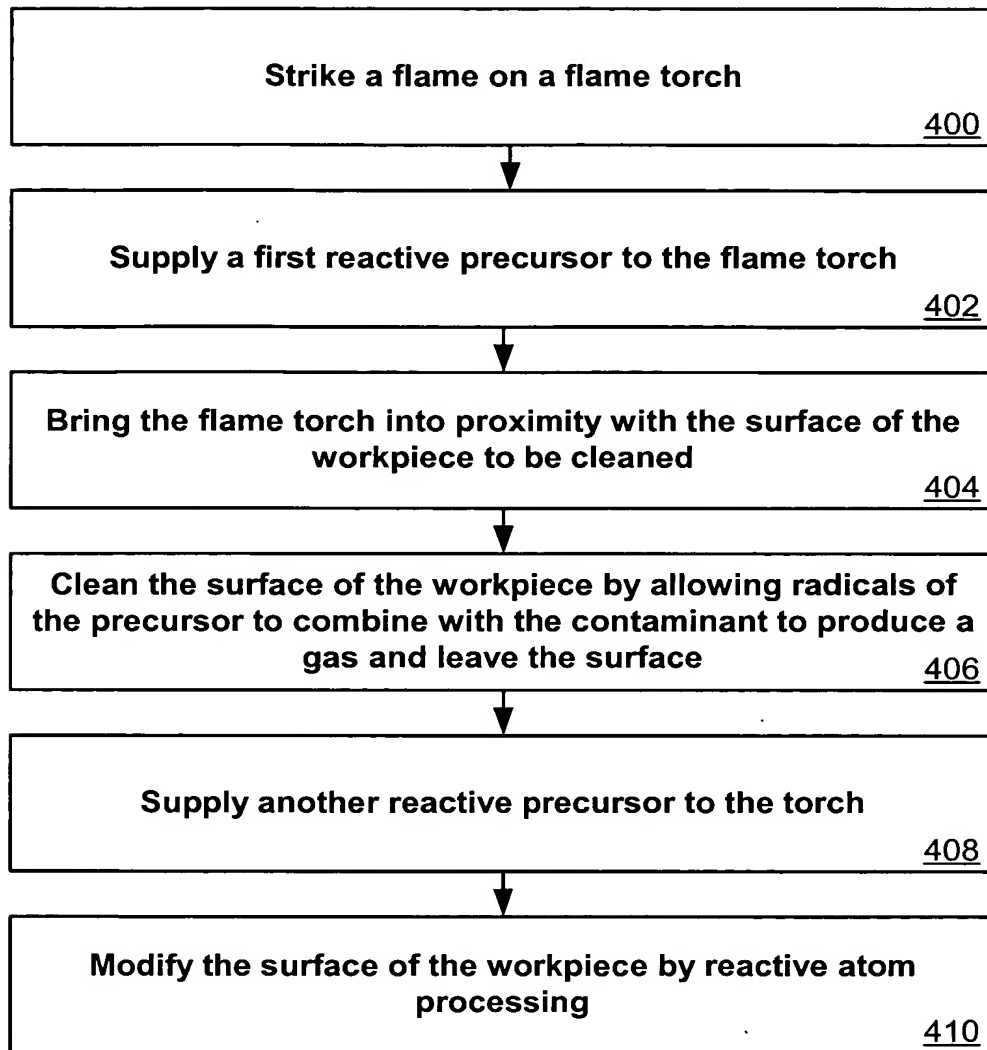 Strike a flame on a flame torch
400
Supply a first reactive precursor to the flame torch
402
Bring the flame torch into proximity with the surface of the
workpiece to be cleaned
404
Clean the surface of the workpiece by allowing radicals of
the precursor to combine with the contaminant to produce a
gas and leave the surface
406
Supply another reactive precursor to the torch
408
Modify the surface of the workpiece by reactive atom
processing
410